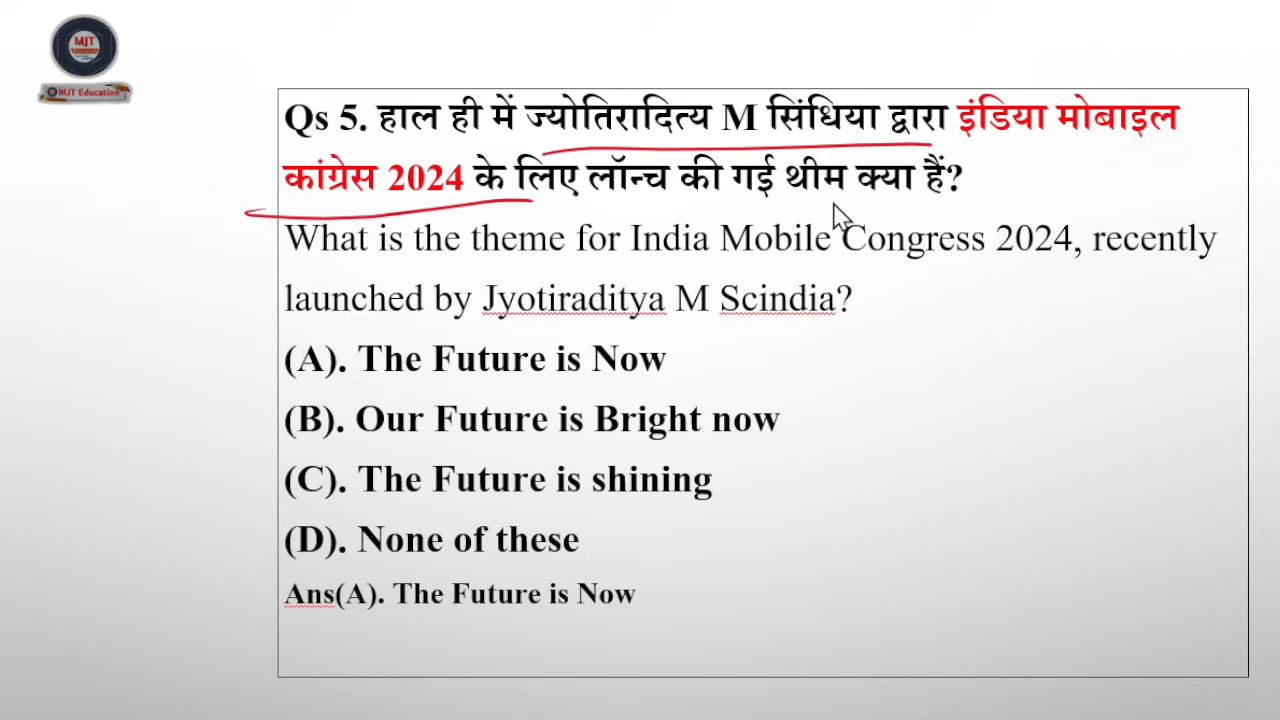 MJT
MJT Education
Qs 5. हाल ही में ज्योतिरादित्य M सिंधिया द्वारा इंडिया मोबाइल
कांग्रेस 2024 के लिए लॉन्च की गई थीम क्या हैं?
What is the theme for India Mobile Congress 2024, recently
launched by Jyotiraditya M Scindia?
(A). The Future is Now
(B). Our Future is Bright now
(C). The Future is shining
(D). None of these
Ans(A). The Future is Now